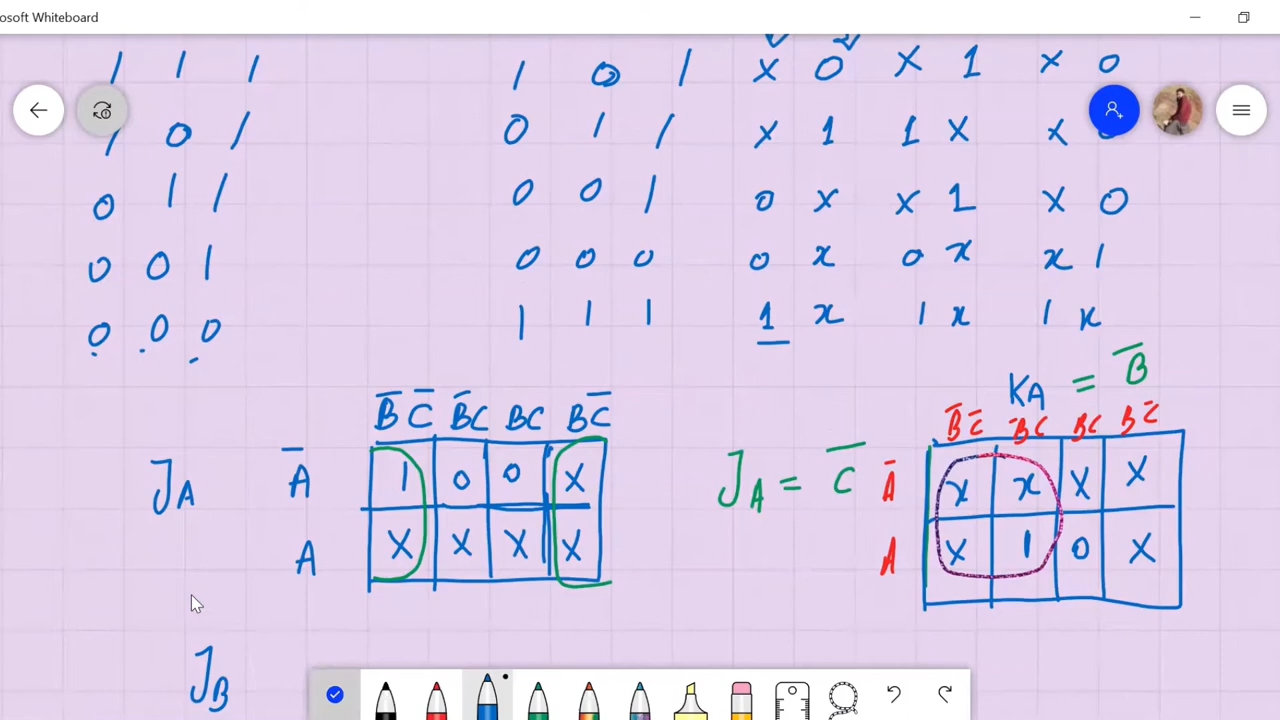 osoft Whiteboard
1 1 1 1 0 1 x 0 x 1 x 0
1 0 1 0 1 1 x 1 1 x x 0
0 1 1 0 0 1 0 x x 1 x 0
0 0 1 0 0 0 0 x 0 x x 1
0 0 0 1 1 1 1 x 1 x 1 x
KA = B̅
B̅ C̅ B̅C BC BC̅
B̅ C̅ B̅C BC BC̅
JA A̅ 1 0 0 X
JA = C̅
A̅ x x X X
A X X X X
A X 1 0 X
JB